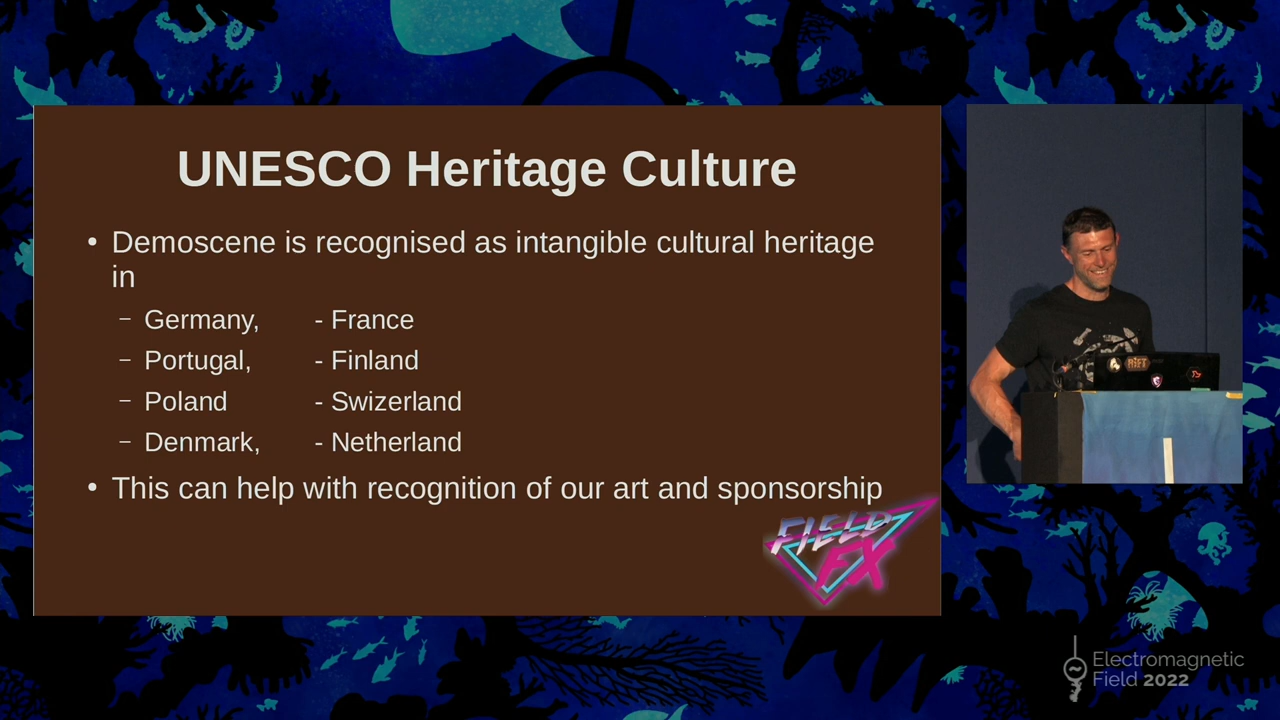 UNESCO Heritage Culture
• Demoscene is recognised as intangible cultural heritage
in
– Germany, - France
– Portugal, - Finland
– Poland - Swizerland
– Denmark, - Netherland
• This can help with recognition of our art and sponsorship
FIELD
FX
RIFT
Electromagnetic
Field 2022